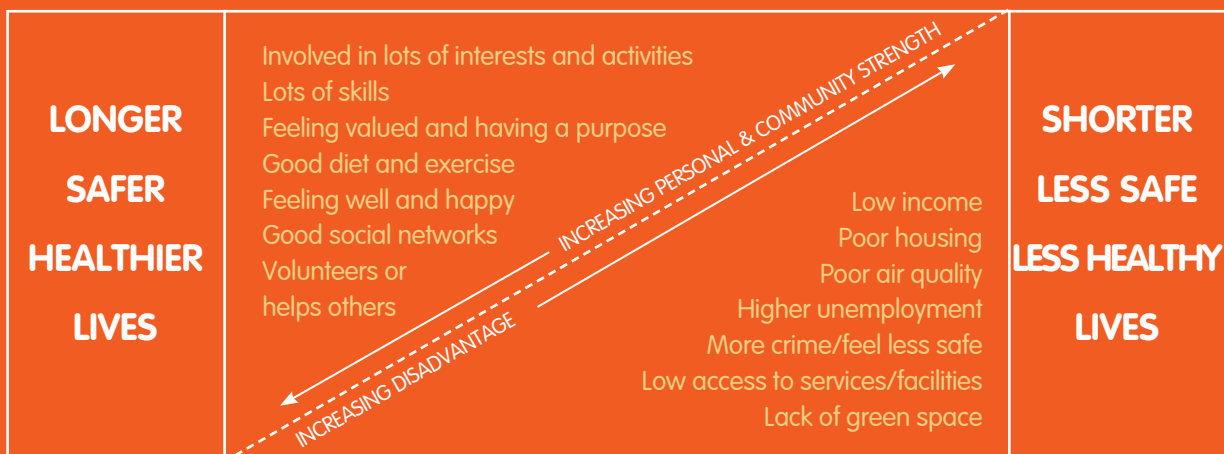 LONGER
SAFER
HEALTHIER
LIVES
Involved in lots of interests and activities
Lots of skills
Feeling valued and having a purpose
Good diet and exercise
Feeling well and happy
Good social networks
Volunteers or
helps others
INCREASING PERSONAL & COMMUNITY STRENGTH
INCREASING DISADVANTAGE
Low income
Poor housing
Poor air quality
Higher unemployment
More crime/feel less safe
Low access to services/facilities
Lack of green space
SHORTER
LESS SAFE
LESS HEALTHY
LIVES